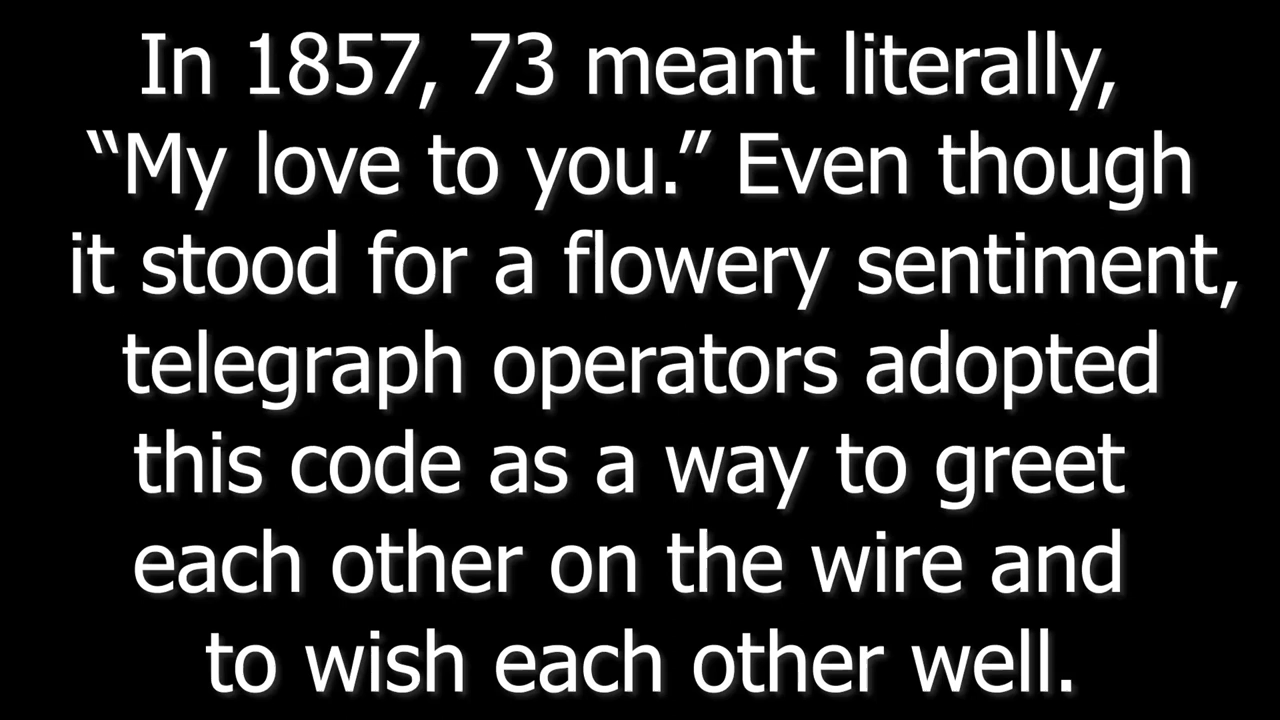 In 1857, 73 meant literally,
“My love to you.” Even though
it stood for a flowery sentiment,
telegraph operators adopted
this code as a way to greet
each other on the wire and
to wish each other well.